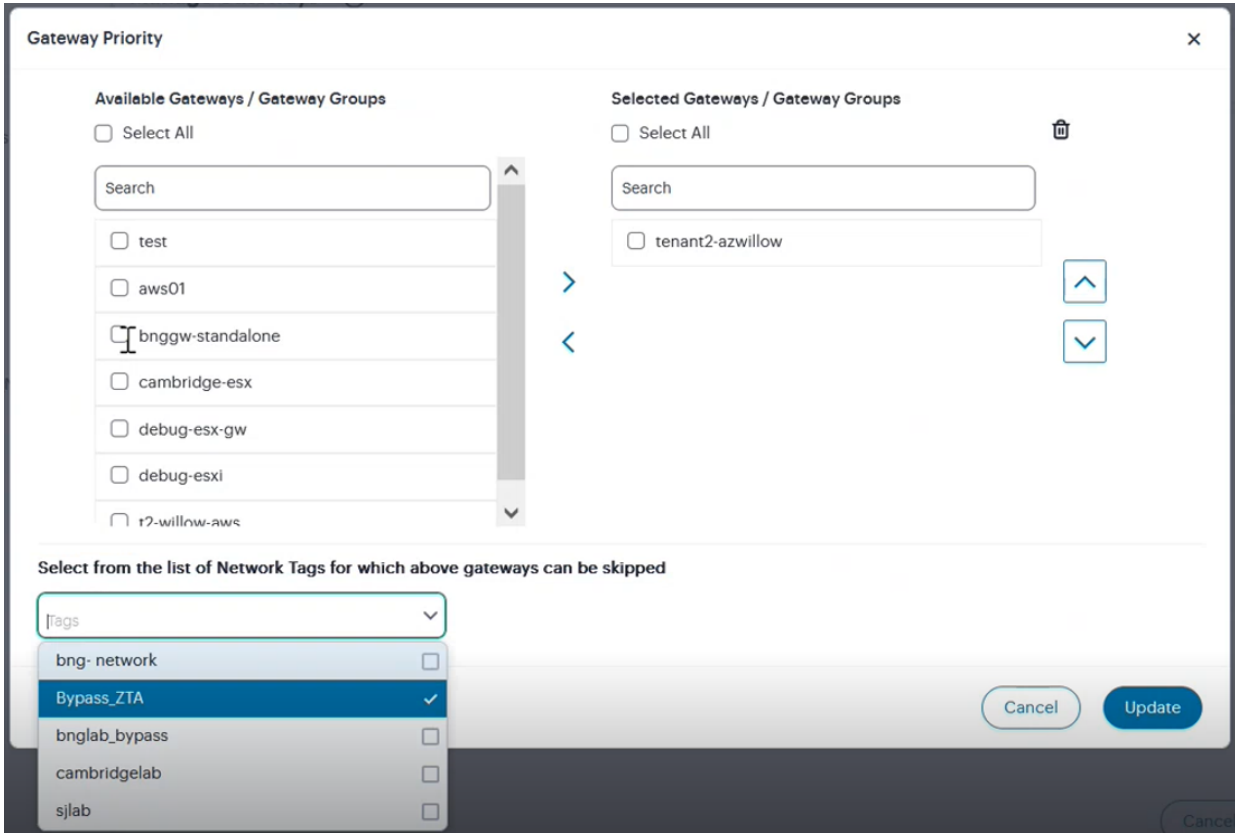 Gateway Priority
Available Gateways / Gateway Groups
Select All
Search
test
aws01
bnggw-standalone
cambridge-esx
debug-esx-gw
debug-esxi
t2-willow-aws
Selected Gateways / Gateway Groups
Select All
Search
tenant2-azwillow
Select from the list of Network Tags for which above gateways can be skipped
Tags
bng- network
Bypass_ZTA
bnglab_bypass
cambridgelab
sjlab
Cancel
Update
Cance